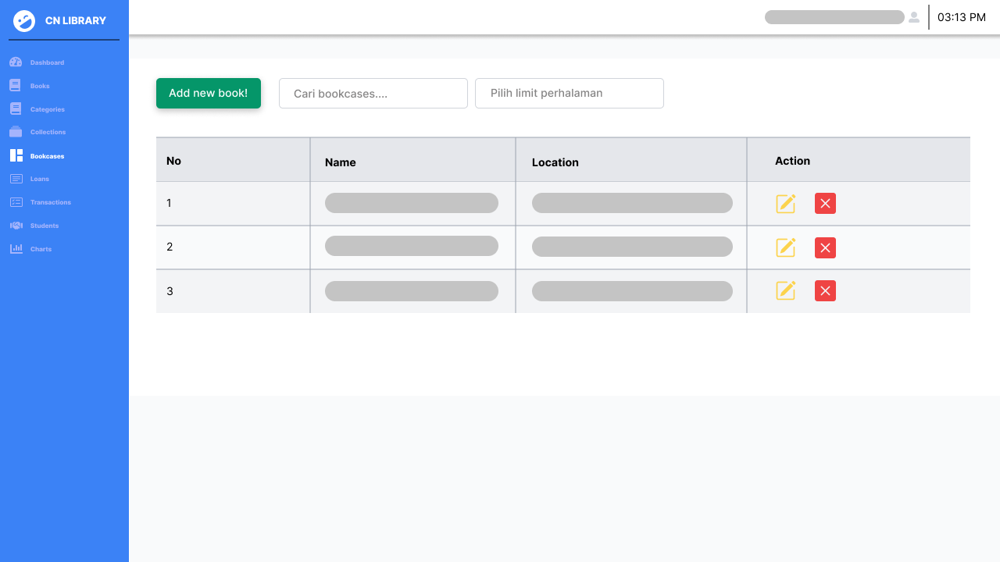 CN LIBRARY
03:13 PM
Dashboard
Books
Categories
Collections
Bookcases
Loans
Transactions
Students
Charts
Add new book!
Cari bookcases....
Pilih limit perhalaman
No Name Location Action
1
2
3